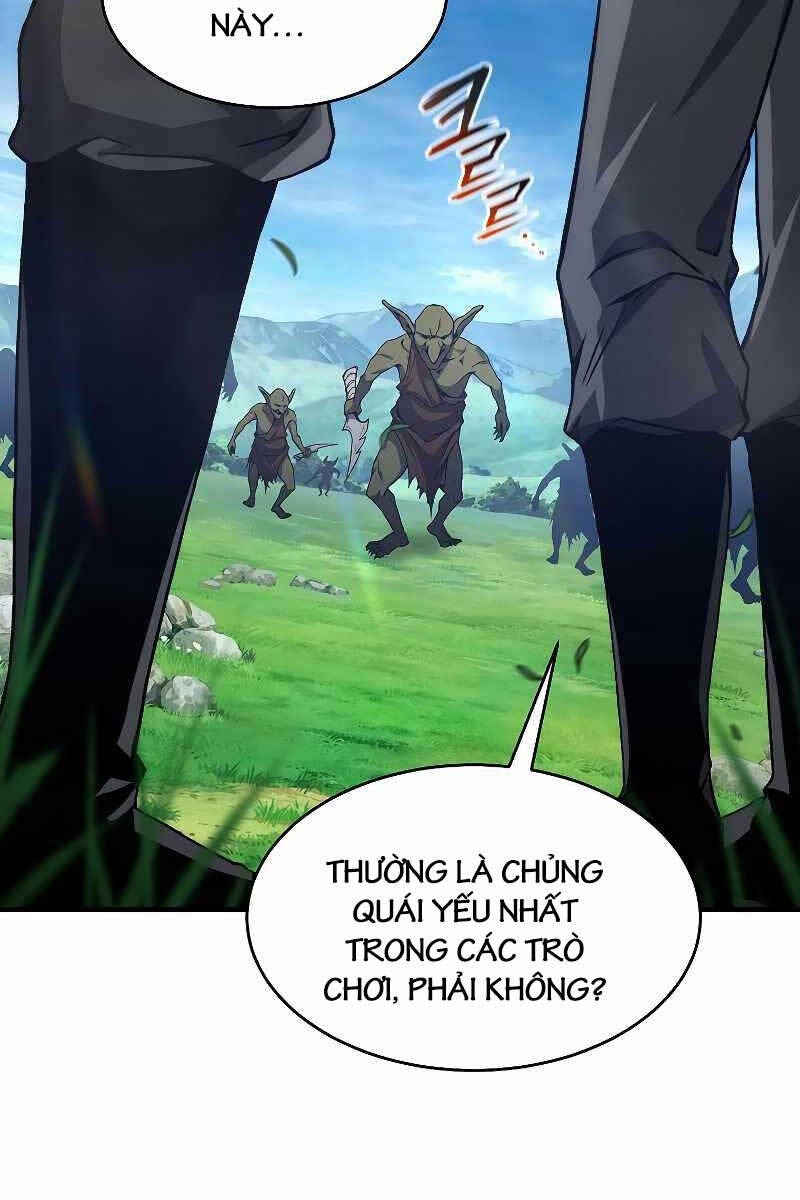 NÀY...
크르르...
THƯỜNG LÀ CHỦNG
QUÁI YẾU NHẤT
TRONG CÁC TRÒ
CHƠI, PHẢI KHÔNG?